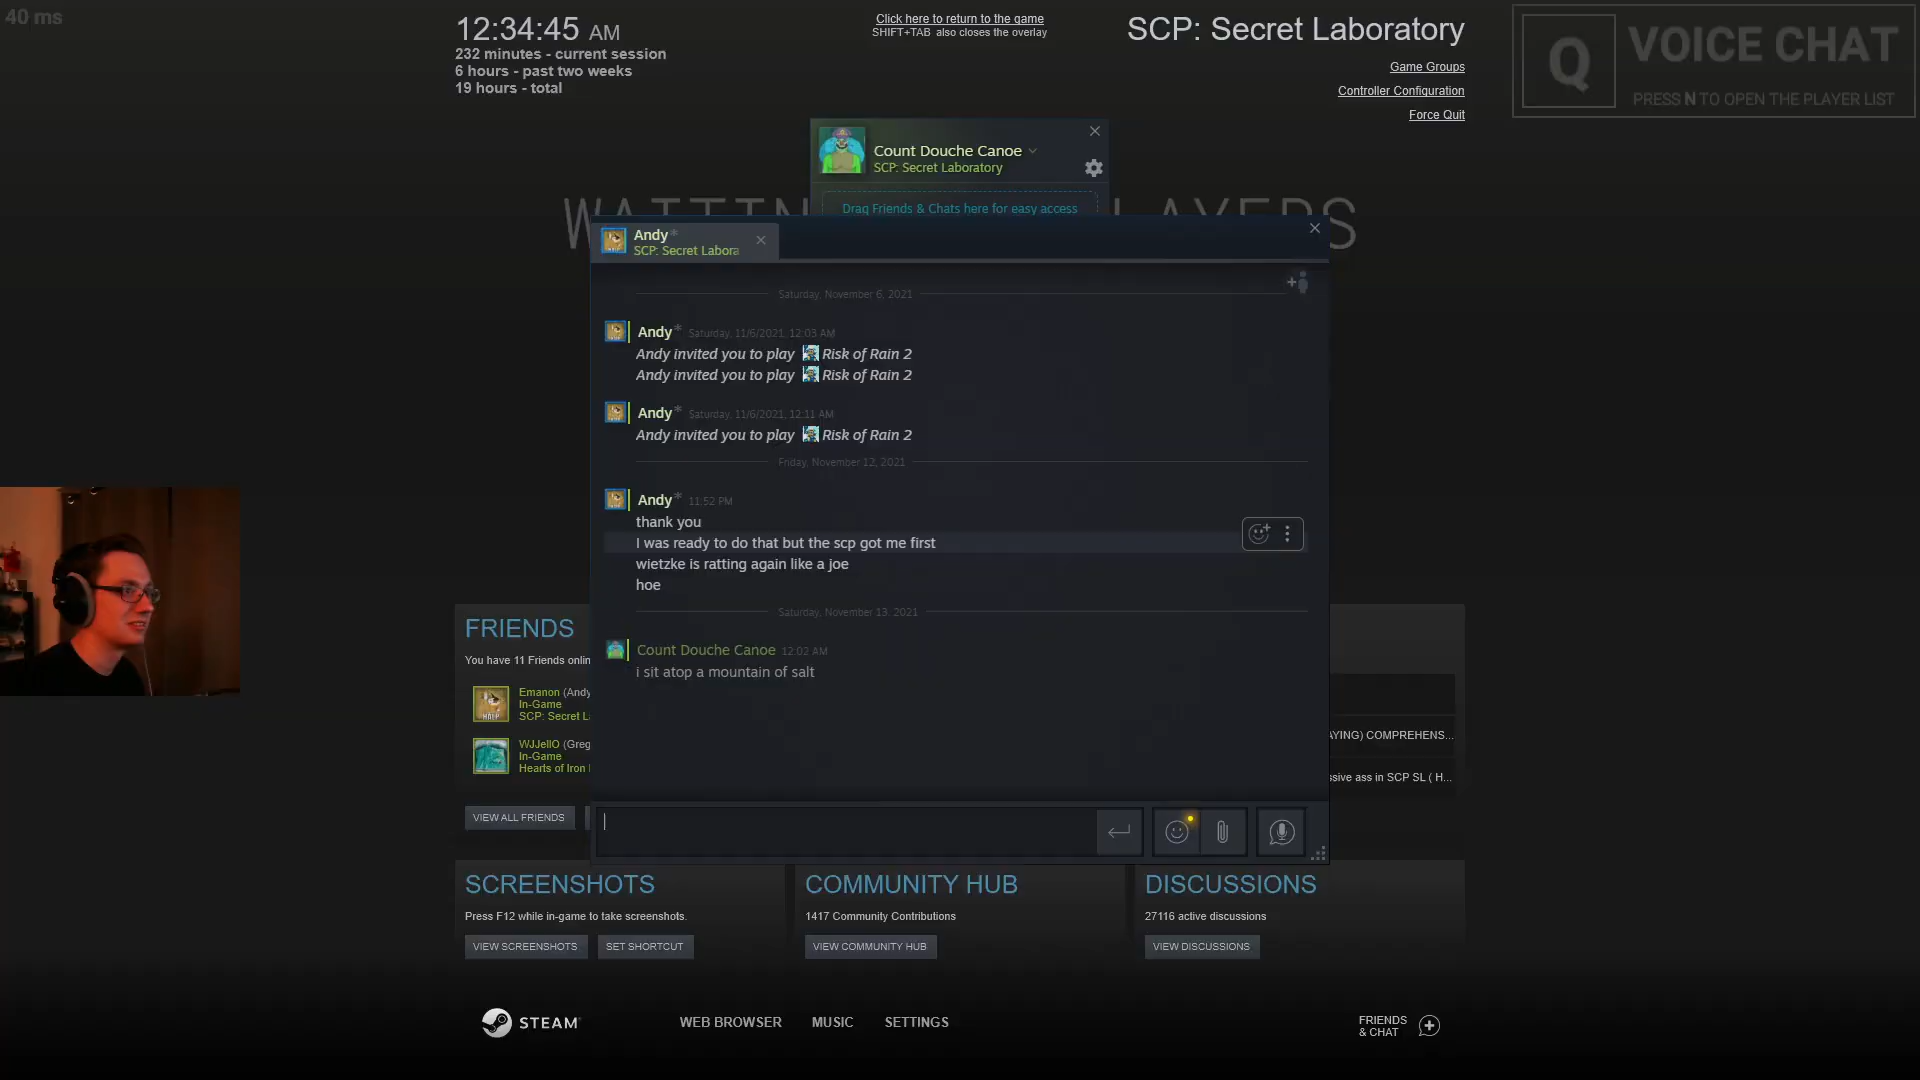 40 ms
12:34:45 AM
232 minutes - current session
6 hours - past two weeks
19 hours - total
Click here to return to the game
SHIFT+TAB also closes the overlay
SCP: Secret Laboratory
Game Groups
Controller Configuration
Force Quit
Q
VOICE CHAT
PRESS N TO OPEN THE PLAYER LIST
Count Douche Canoe
SCP: Secret Laboratory
Drag Friends & Chats here for easy access
Andy*
SCP: Secret Labora
Saturday, November 6, 2021
Andy* Saturday, 11/6/2021, 12:03 AM
Andy invited you to play Risk of Rain 2
Andy invited you to play Risk of Rain 2
Andy* Saturday, 11/6/2021, 12:11 AM
Andy invited you to play Risk of Rain 2
Friday, November 12, 2021
Andy* 11:52 PM
thank you
I was ready to do that but the scp got me first
wietzke is ratting again like a joe
hoe
Saturday, November 13, 2021
Count Douche Canoe 12:02 AM
i sit atop a mountain of salt
FRIENDS
You have 11 Friends onlin
Emanon (Andy
In-Game
SCP: Secret L
WJJellO (Greg
In-Game
Hearts of Iron
VIEW ALL FRIENDS
AYING) COMPREHENS...
ssive ass in SCP SL ( H...
SCREENSHOTS
Press F12 while in-game to take screenshots.
VIEW SCREENSHOTS
SET SHORTCUT
COMMUNITY HUB
1417 Community Contributions
VIEW COMMUNITY HUB
DISCUSSIONS
27116 active discussions
VIEW DISCUSSIONS
STEAM
WEB BROWSER
MUSIC
SETTINGS
FRIENDS
& CHAT